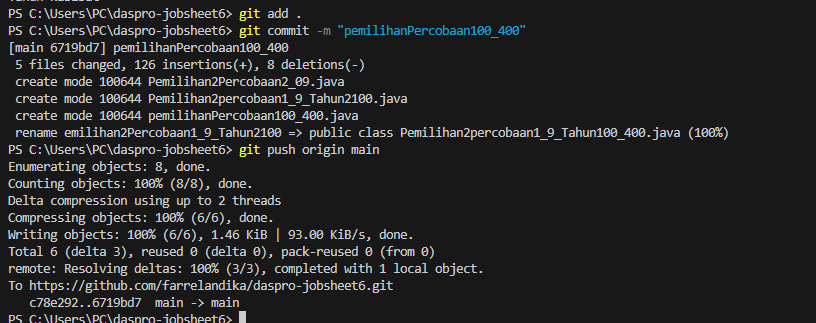 PS C:\Users\PC\daspro-jobsheet6> git add .
PS C:\Users\PC\daspro-jobsheet6> git commit -m "pemilihanPercobaan100_400"
[main 6719bd7] pemilihanPercobaan100_400
 5 files changed, 126 insertions(+), 8 deletions(-)
 create mode 100644 Pemilihan2Percobaan2_09.java
 create mode 100644 Pemilihan2percobaan1_9_Tahun2100.java
 create mode 100644 pemilihanPercobaan100_400.java
 rename emilihan2Percobaan1_9_Tahun2100 => public class Pemilihan2percobaan1_9_Tahun100_400.java (100%)
PS C:\Users\PC\daspro-jobsheet6> git push origin main
Enumerating objects: 8, done.
Counting objects: 100% (8/8), done.
Delta compression using up to 2 threads
Compressing objects: 100% (6/6), done.
Writing objects: 100% (6/6), 1.46 KiB | 93.00 KiB/s, done.
Total 6 (delta 3), reused 0 (delta 0), pack-reused 0 (from 0)
remote: Resolving deltas: 100% (3/3), completed with 1 local object.
To https://github.com/farrelandika/daspro-jobsheet6.git
   c78e292..6719bd7  main -> main
PS C:\Users\PC\daspro-jobsheet6>